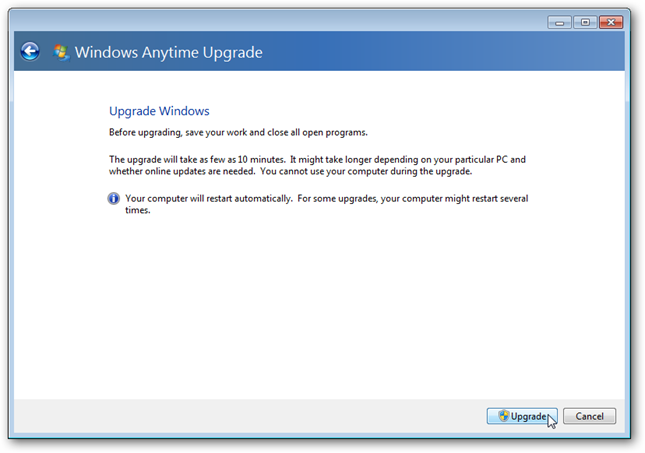 Windows Anytime Upgrade
Upgrade Windows
Before upgrading, save your work and close all open programs.
The upgrade will take as few as 10 minutes.  It might take longer depending on your particular PC and
whether online updates are needed.  You cannot use your computer during the upgrade.
Your computer will restart automatically.  For some upgrades, your computer might restart several
times.
Upgrade
Cancel